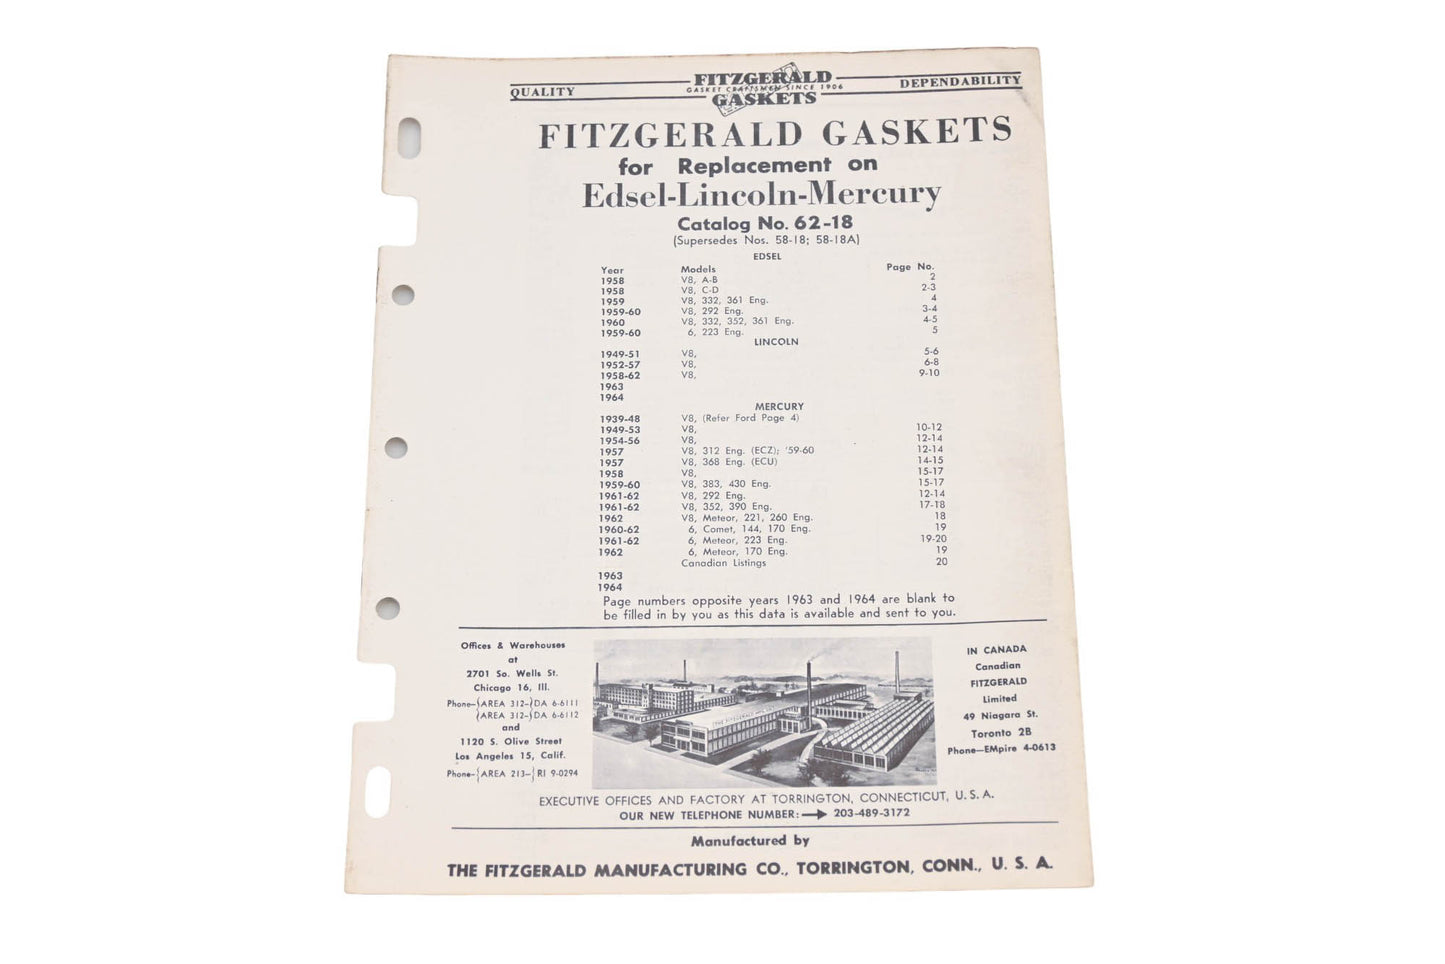 QUALITY FITZGERALD DEPENDABILITY
GASKET CRAFTSMEN SINCE 1906
GASKETS
FITZGERALD GASKETS
for Replacement on
Edsel-Lincoln-Mercury
Catalog No. 62-18
(Supersedes Nos. 58-18; 58-18A)
EDSEL
Year Models Page No.
1958 V8, A-B 2
1958 V8, C-D 2-3
1959 V8, 332, 361 Eng. 4
1959-60 V8, 292 Eng. 3-4
1960 V8, 332, 352, 361 Eng. 4-5
1959-60 6, 223 Eng. 5
LINCOLN
1949-51 V8, 5-6
1952-57 V8, 6-8
1958-62 V8, 9-10
1963
1964
MERCURY
1939-48 V8, (Refer Ford Page 4)
1949-53 V8, 10-12
1954-56 V8, 12-14
1957 V8, 312 Eng. (ECZ); '59-60 12-14
1957 V8, 368 Eng. (ECU) 14-15
1958 V8, 15-17
1959-60 V8, 383, 430 Eng. 15-17
1961-62 V8, 292 Eng. 12-14
1961-62 V8, 352, 390 Eng. 17-18
1962 V8, Meteor, 221, 260 Eng. 18
1960-62 6, Comet, 144, 170 Eng. 19
1961-62 6, Meteor, 223 Eng. 19-20
1962 6, Meteor, 170 Eng. 19
Canadian Listings 20
1963
1964
Page numbers opposite years 1963 and 1964 are blank to
be filled in by you as this data is available and sent to you.
Offices & Warehouses
at
2701 So. Wells St.
Chicago 16, Ill.
Phone-{AREA 312-}DA 6-6111
{AREA 312-}DA 6-6112
and
1120 S. Olive Street
Los Angeles 15, Calif.
Phone-{AREA 213-}RI 9-0294
THE FITZGERALD MFG. CO.
IN CANADA
Canadian
FITZGERALD
Limited
49 Niagara St.
Toronto 2B
Phone—EMpire 4-0613
EXECUTIVE OFFICES AND FACTORY AT TORRINGTON, CONNECTICUT, U.S.A.
OUR NEW TELEPHONE NUMBER: → 203-489-3172
Manufactured by
THE FITZGERALD MANUFACTURING CO., TORRINGTON, CONN., U. S. A.